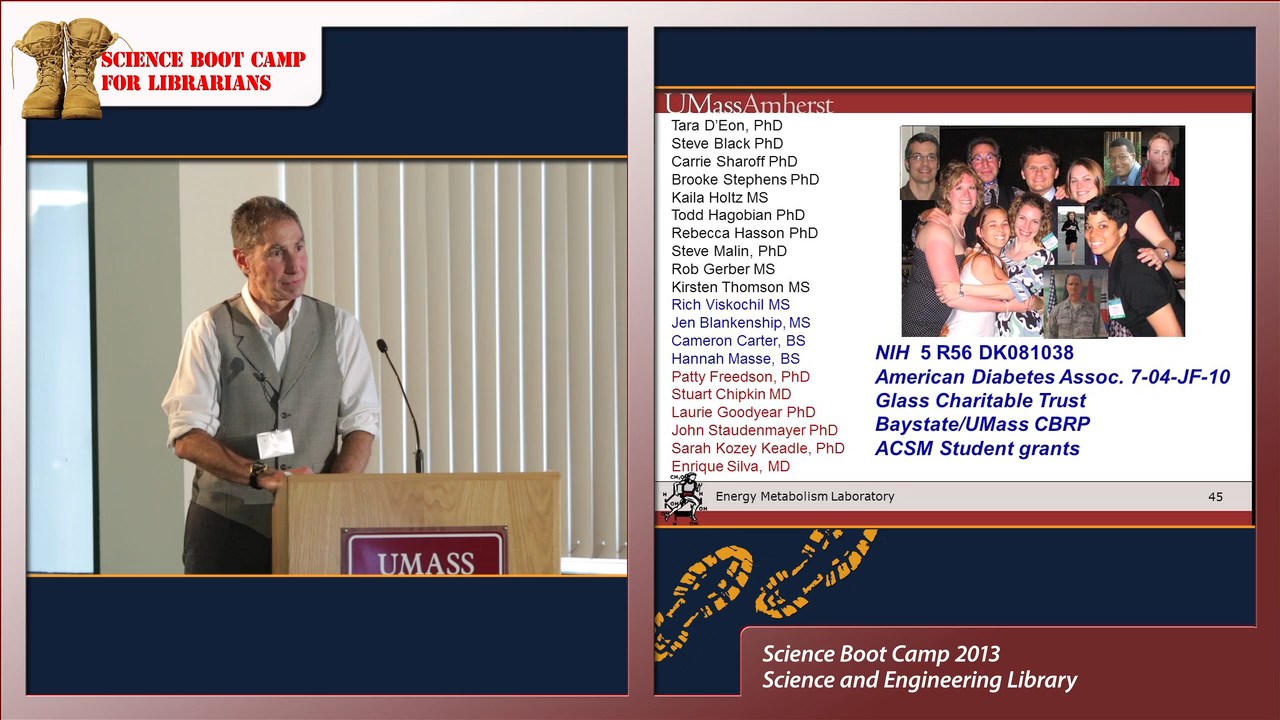 SCIENCE BOOT CAMP
FOR LIBRARIANS
UMASS
UMassAmherst
Tara D'Eon, PhD
Steve Black PhD
Carrie Sharoff PhD
Brooke Stephens PhD
Kaila Holtz MS
Todd Hagobian PhD
Rebecca Hasson PhD
Steve Malin, PhD
Rob Gerber MS
Kirsten Thomson MS
Rich Viskochil MS
Jen Blankenship, MS
Cameron Carter, BS
Hannah Masse, BS
Patty Freedson, PhD
Stuart Chipkin MD
Laurie Goodyear PhD
John Staudenmayer PhD
Sarah Kozey Keadle, PhD
Enrique Silva, MD
NIH 5 R56 DK081038
American Diabetes Assoc. 7-04-JF-10
Glass Charitable Trust
Baystate/UMass CBRP
ACSM Student grants
Energy Metabolism Laboratory
45
Science Boot Camp 2013
Science and Engineering Library